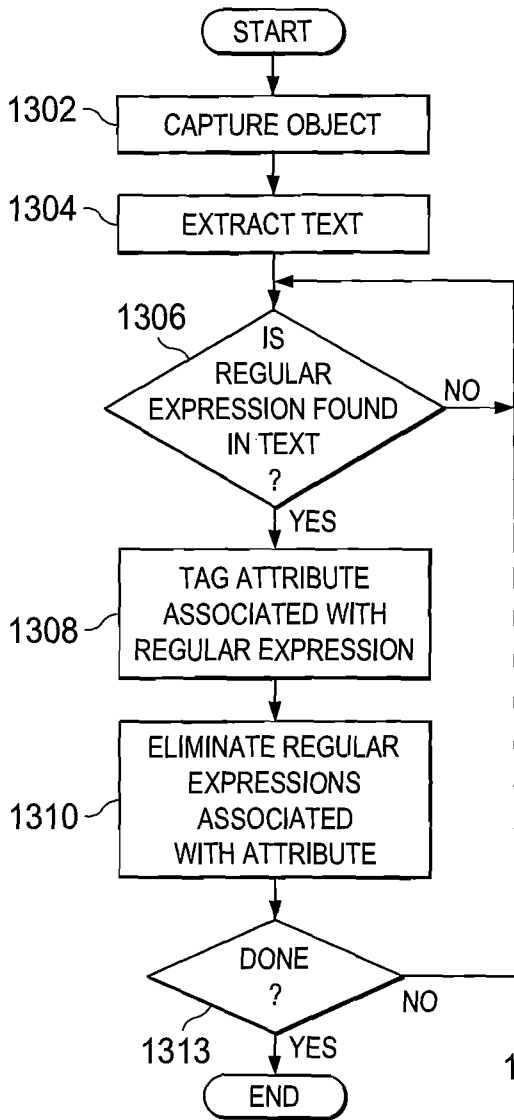 START
1302
CAPTURE OBJECT
1304
EXTRACT TEXT
1306
IS
REGULAR
EXPRESSION FOUND
IN TEXT
?
NO
YES
1308
TAG ATTRIBUTE
ASSOCIATED WITH
REGULAR EXPRESSION
1310
ELIMINATE REGULAR
EXPRESSIONS
ASSOCIATED
WITH ATTRIBUTE
DONE
?
NO
1313
YES
1
END